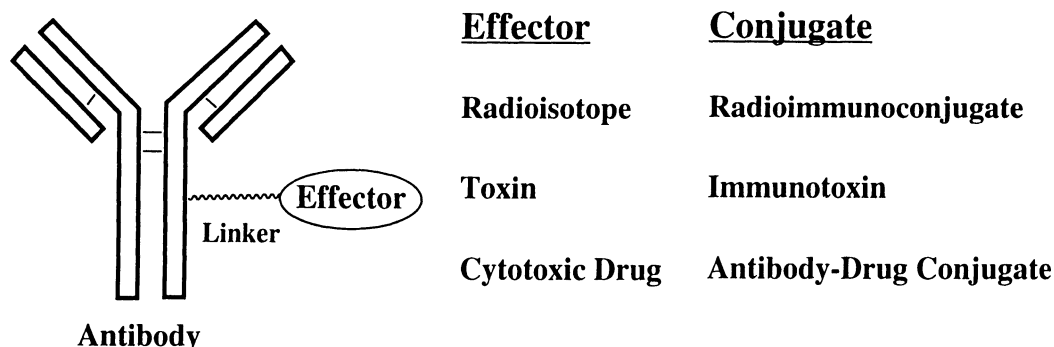 Effector Conjugate
Radioisotope Radioimmunoconjugate
Toxin Immunotoxin
Effector
Linker
Cytotoxic Drug Antibody-Drug Conjugate
Antibody